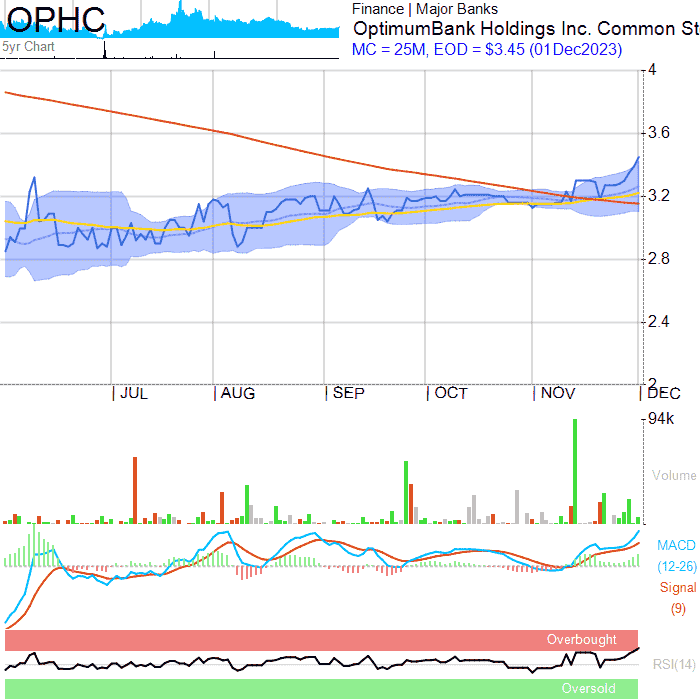 OPHC
5yr Chart
Finance | Major Banks
OptimumBank Holdings Inc. Common St
MC = 25M, EOD = $3.45 (01Dec2023)
4
3.6
3.2
2.8
2.4
2
JUL AUG SEP OCT NOV DEC
94k
Volume
MACD
(12-26)
Signal
(9)
Overbought
RSI(14)
Oversold